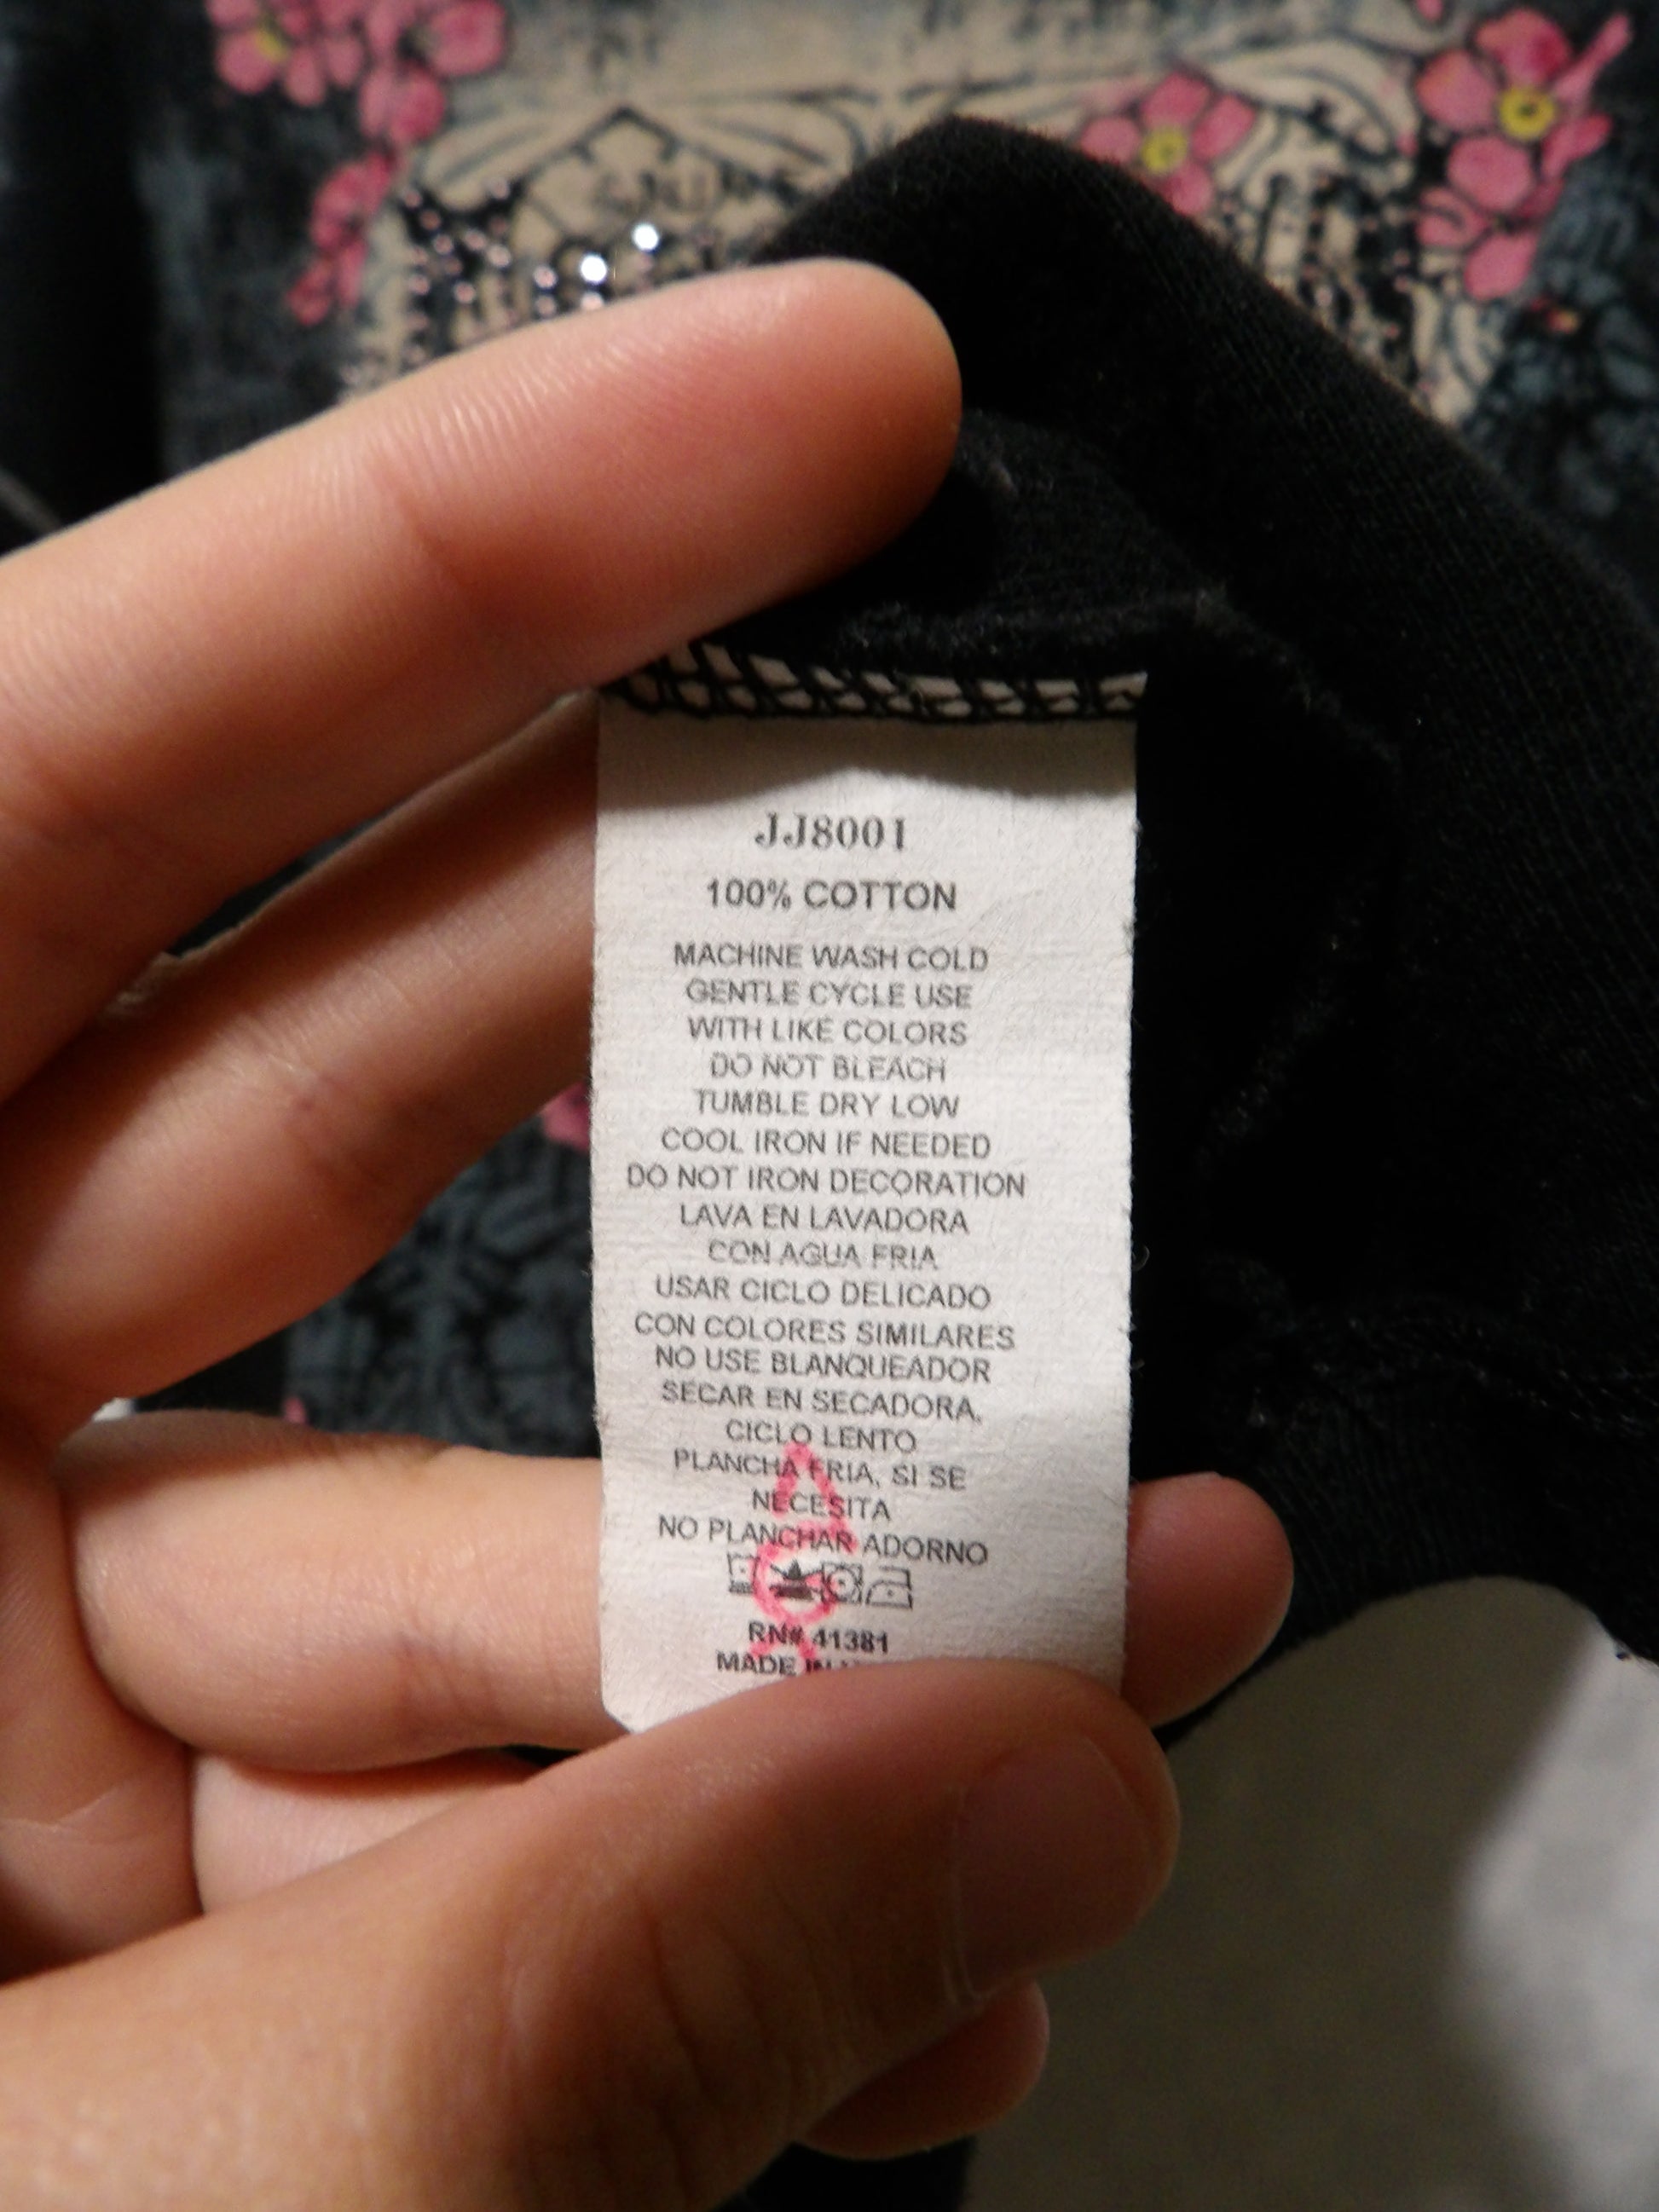 JJ8001
100% COTTON
MACHINE WASH COLD
GENTLE CYCLE USE
WITH LIKE COLORS
DO NOT BLEACH
TUMBLE DRY LOW
COOL IRON IF NEEDED
DO NOT IRON DECORATION
LAVA EN LAVADORA
CON AGUA FRIA
USAR CICLO DELICADO
CON COLORES SIMILARES
NO USE BLANQUEADOR
SECAR EN SECADORA,
CICLO LENTO
PLANCHA FRIA, SI SE
NECESITA
NO PLANCHAR ADORNO
RN# 41381
MADE IN